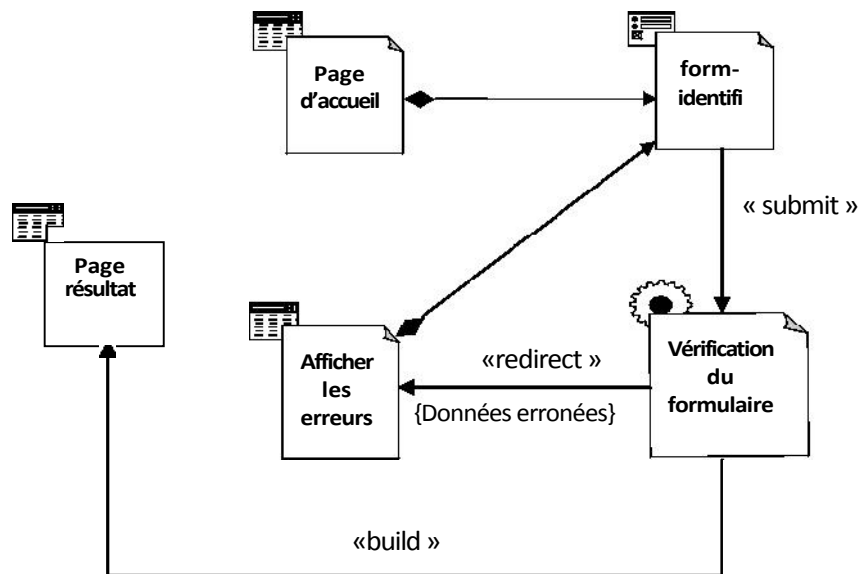 Page
d'accueil
form-
identifi
« submit »
Page
résultat
Afficher
les
erreurs
«redirect »
{Données erronées}
Vérification
du
formulaire
«build »